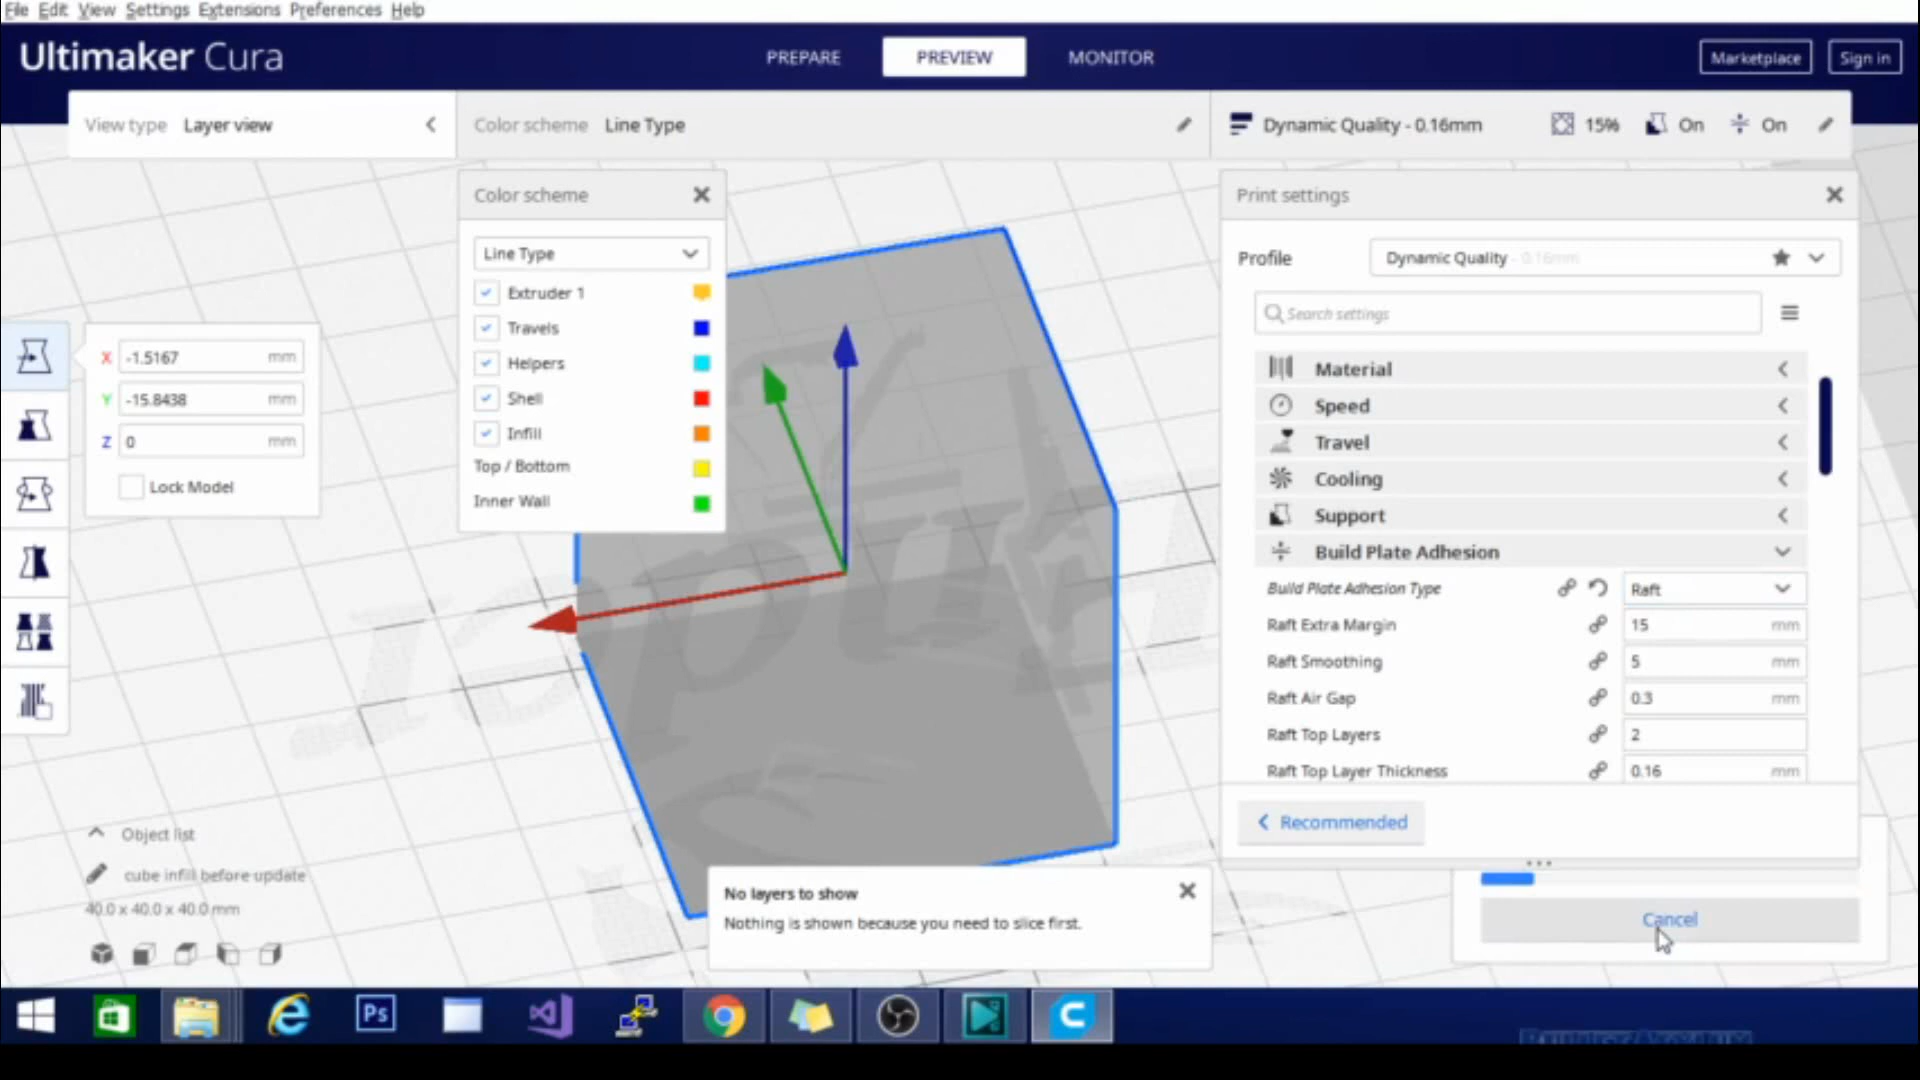 File Edit View Settings Extensions Preferences Help
Ultimaker Cura
PREPARE
PREVIEW
MONITOR
Marketplace
Sign in
View type Layer view
Color scheme Line Type
Dynamic Quality - 0.16mm
15%
On
On
Color scheme
Line Type
Extruder 1
Travels
Helpers
Shell
Infill
Top / Bottom
Inner Wall
X -1.5167 mm
Y -15.8438 mm
Z 0 mm
Lock Model
Print settings
Profile Dynamic Quality - 0.16mm
Search settings
Material
Speed
Travel
Cooling
Support
Build Plate Adhesion
Build Plate Adhesion Type Raft
Raft Extra Margin 15 mm
Raft Smoothing 5 mm
Raft Air Gap 0.3 mm
Raft Top Layers 2
Raft Top Layer Thickness 0.16 mm
Recommended
Object list
cube infill before update
40.0 x 40.0 x 40.0 mm
No layers to show
Nothing is shown because you need to slice first.
Cancel
Ps